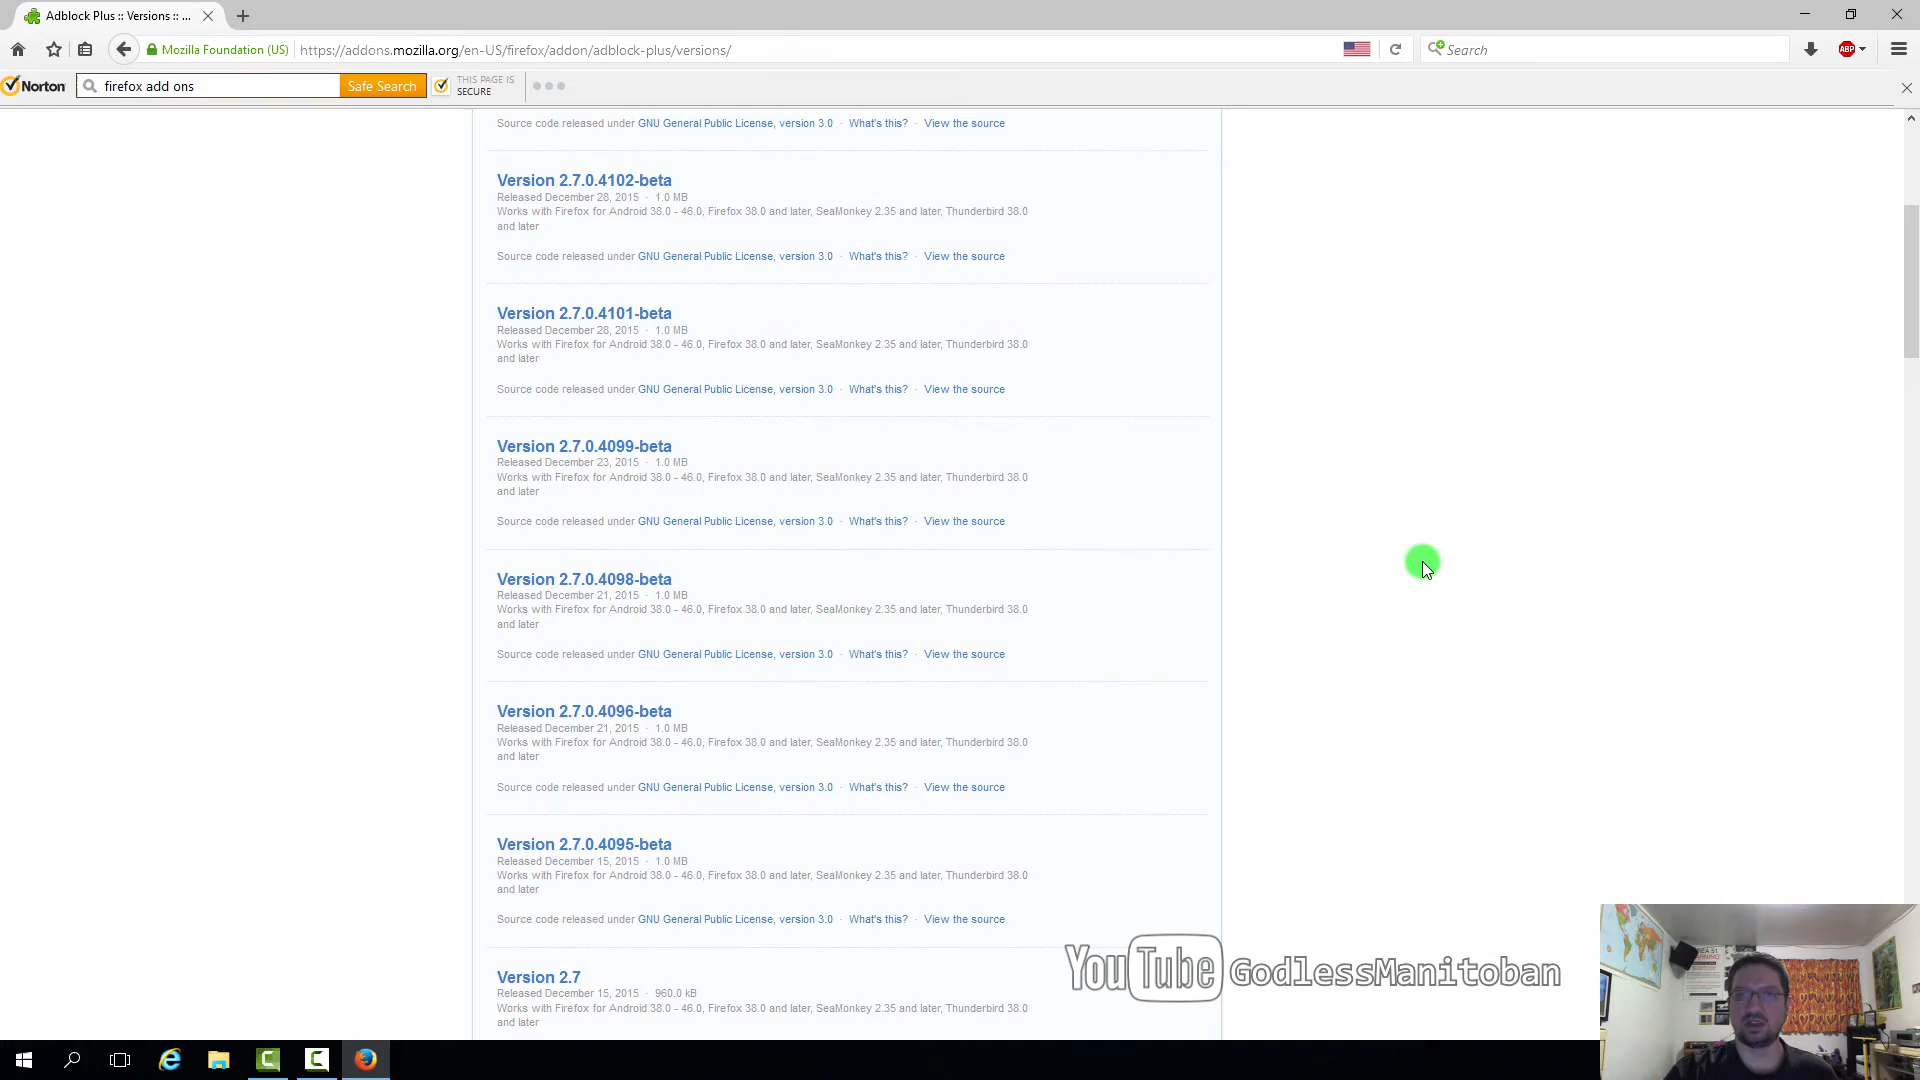 Adblock Plus :: Versions :: ...
Mozilla Foundation (US)
https://addons.mozilla.org/en-US/firefox/addon/adblock-plus/versions/
Search
ABP
Norton
firefox add ons
Safe Search
THIS PAGE IS
SECURE
Source code released under GNU General Public License, version 3.0 · What's this? · View the source
Version 2.7.0.4102-beta
Released December 28, 2015 · 1.0 MB
Works with Firefox for Android 38.0 - 46.0, Firefox 38.0 and later, SeaMonkey 2.35 and later, Thunderbird 38.0
and later
Source code released under GNU General Public License, version 3.0 · What's this? · View the source
Version 2.7.0.4101-beta
Released December 28, 2015 · 1.0 MB
Works with Firefox for Android 38.0 - 46.0, Firefox 38.0 and later, SeaMonkey 2.35 and later, Thunderbird 38.0
and later
Source code released under GNU General Public License, version 3.0 · What's this? · View the source
Version 2.7.0.4099-beta
Released December 23, 2015 · 1.0 MB
Works with Firefox for Android 38.0 - 46.0, Firefox 38.0 and later, SeaMonkey 2.35 and later, Thunderbird 38.0
and later
Source code released under GNU General Public License, version 3.0 · What's this? · View the source
Version 2.7.0.4098-beta
Released December 21, 2015 · 1.0 MB
Works with Firefox for Android 38.0 - 46.0, Firefox 38.0 and later, SeaMonkey 2.35 and later, Thunderbird 38.0
and later
Source code released under GNU General Public License, version 3.0 · What's this? · View the source
Version 2.7.0.4096-beta
Released December 21, 2015 · 1.0 MB
Works with Firefox for Android 38.0 - 46.0, Firefox 38.0 and later, SeaMonkey 2.35 and later, Thunderbird 38.0
and later
Source code released under GNU General Public License, version 3.0 · What's this? · View the source
Version 2.7.0.4095-beta
Released December 15, 2015 · 1.0 MB
Works with Firefox for Android 38.0 - 46.0, Firefox 38.0 and later, SeaMonkey 2.35 and later, Thunderbird 38.0
and later
Source code released under GNU General Public License, version 3.0 · What's this? · View the source
Version 2.7
Released December 15, 2015 · 960.0 kB
Works with Firefox for Android 38.0 - 46.0, Firefox 38.0 and later, SeaMonkey 2.35 and later, Thunderbird 38.0
and later
YouTube GodlessManitoban